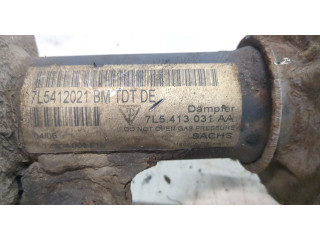 7L5412021 BM TDT DE
Dämpfer
7L5.413.031 AA
DO NOT OPEN GAS PRESSURE
SACHS